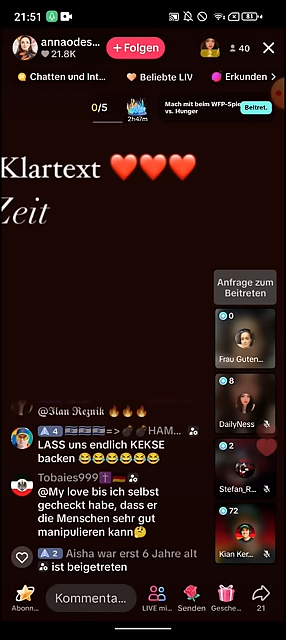 21:51
81
annaodes...
+ Folgen
21.8K
2
40
Chatten und Int...
Beliebte LIV
Erkunden >
0/5
2h47m
Mach mit beim WFP-Spie
vs. Hunger
Beitret.
Klartext ❤️❤️❤️
Zeit
Anfrage zum
Beitreten
0
Frau Guten...
8
DailyNess
2
Stefan_R...
72
Kian Ker...
@𝕴𝖑𝖆𝖓 𝕽𝖊𝖟𝖓𝖎𝖐 🔥🔥🔥
4 🇮🇱🇮🇱🇮🇱=>💣💣HAM...
LASS uns endlich KEKSE
backen 😂😂😂😂😂😂
Tobaies999✝️🇩🇪
@My love bis ich selbst
gecheckt habe, dass er
die Menschen sehr gut
manipulieren kann🤔
2 Aisha war erst 6 Jahre alt
ist beigetreten
Abonn...
Kommenta...
LIVE mi...
Senden
Gesche...
21